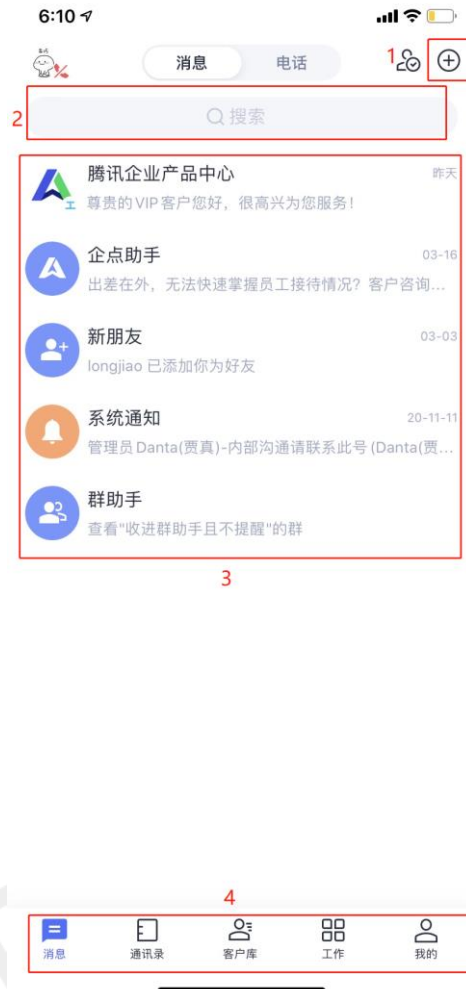 6:10
消息
电话
1
2
搜索
腾讯企业产品中心
昨天
尊贵的VIP客户您好，很高兴为您服务！
企点助手
03-16
出差在外，无法快速掌握员工接待情况？客户咨询...
新朋友
03-03
longjiao 已添加你为好友
系统通知
20-11-11
管理员Danta(贾真)-内部沟通请联系此号(Danta(贾...
群助手
查看"收进群助手且不提醒"的群
3
4
消息
通讯录
客户库
工作
我的